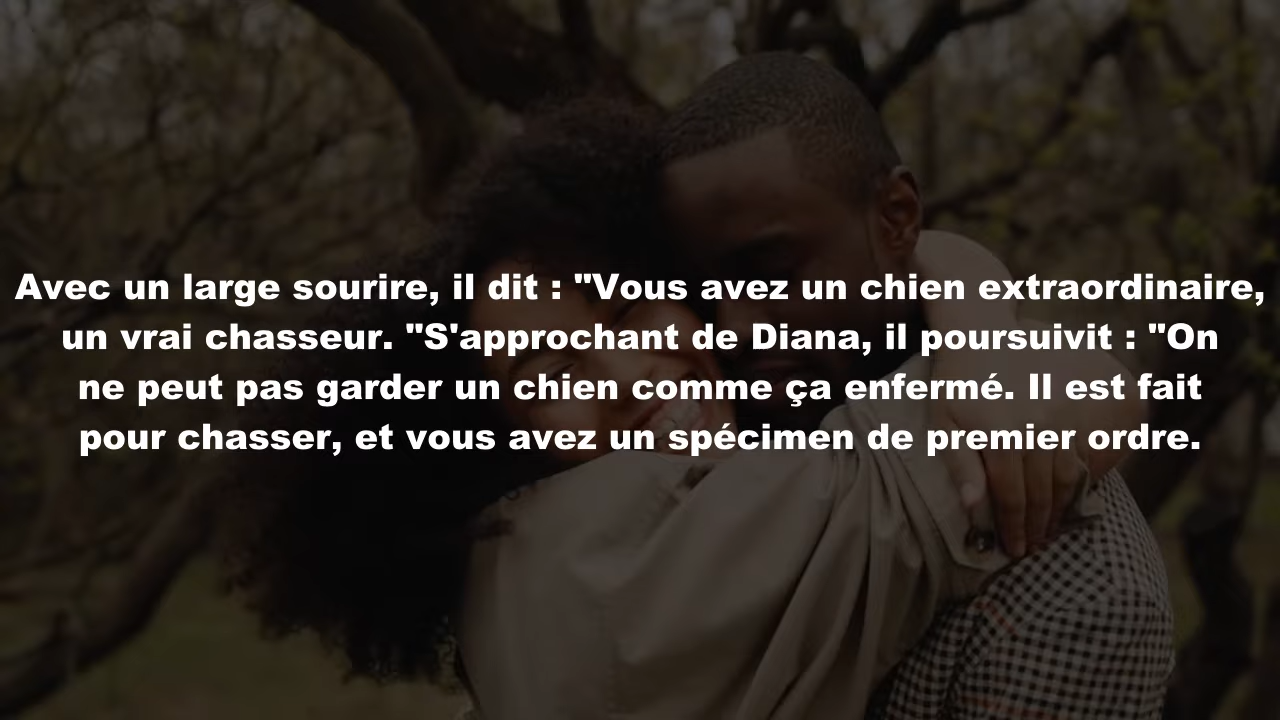 Avec un large sourire, il dit : "Vous avez un chien extraordinaire,
un vrai chasseur. "S'approchant de Diana, il poursuivit : "On
ne peut pas garder un chien comme ça enfermé. Il est fait
pour chasser, et vous avez un spécimen de premier ordre.